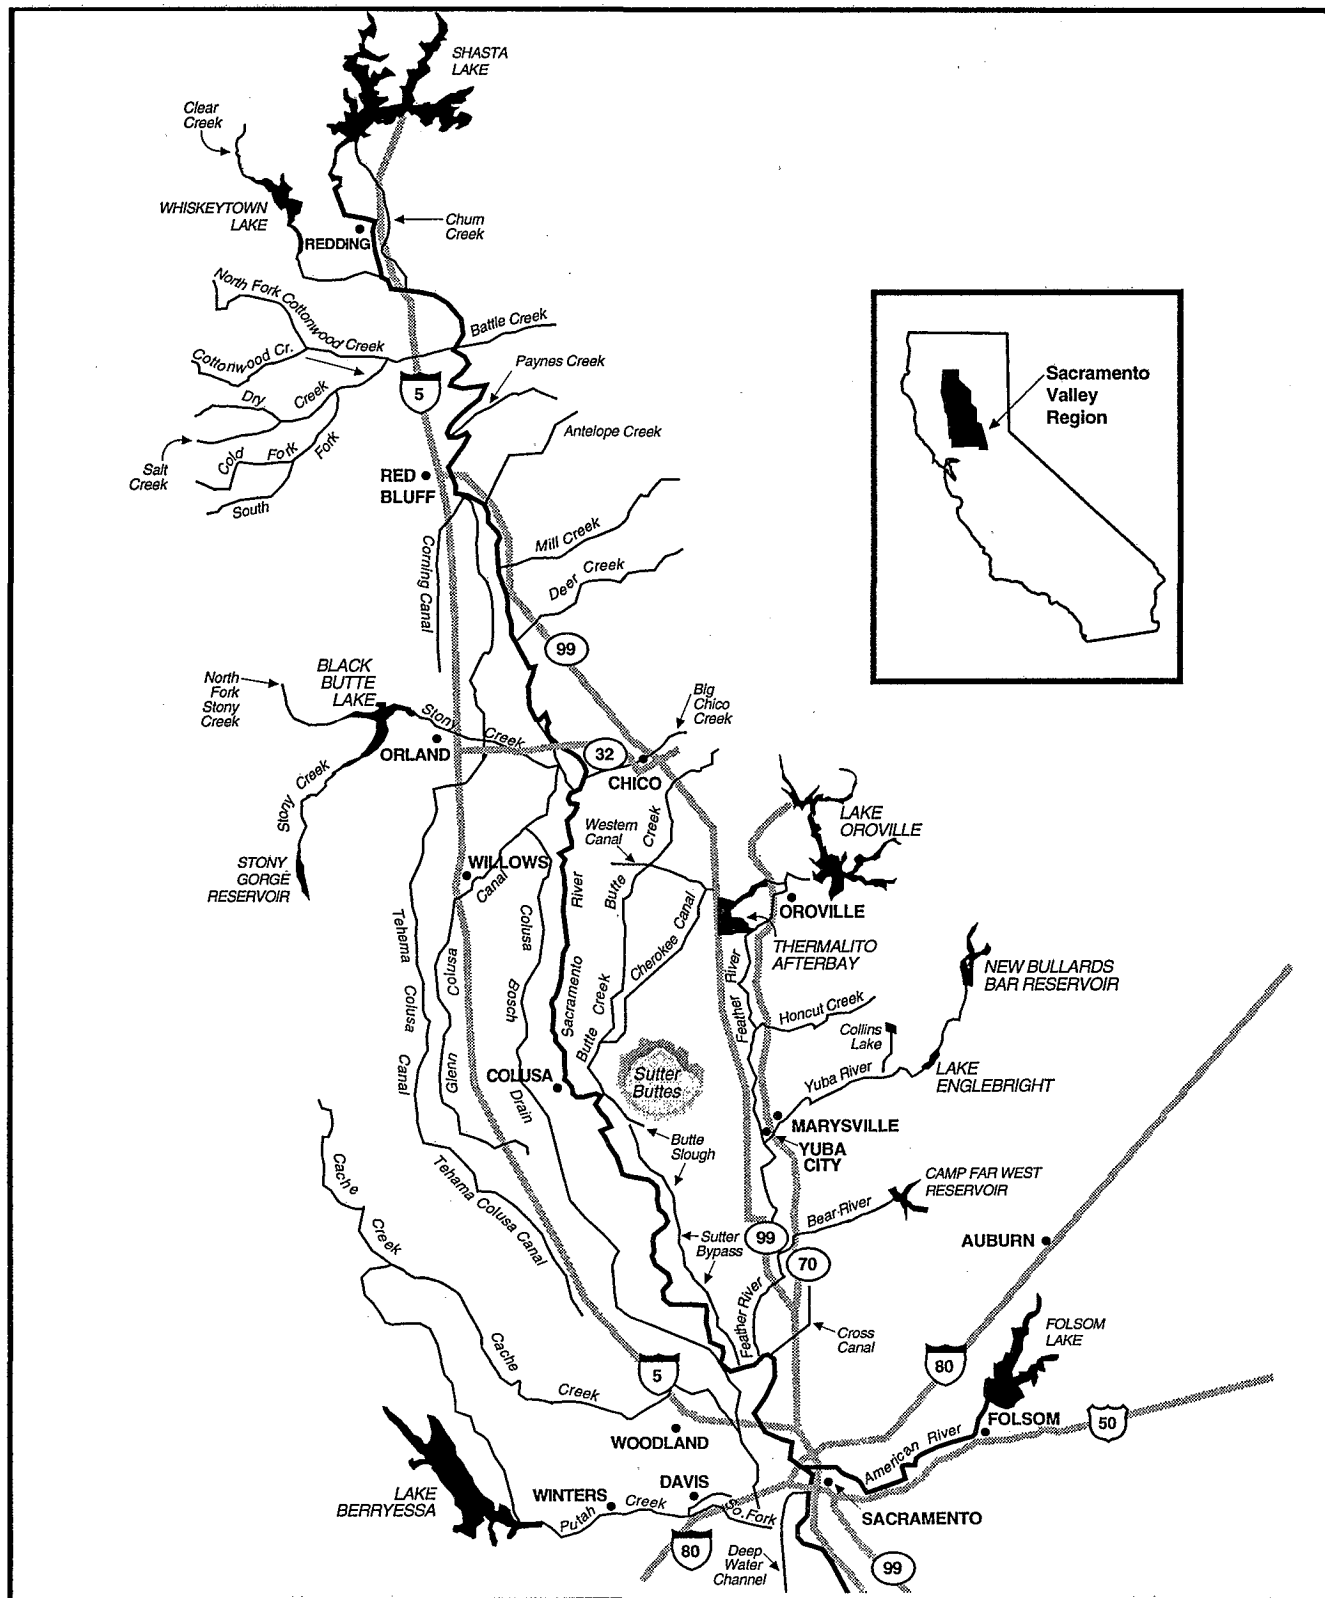 SHASTA
LAKE
Clear
Creek
WHISKEYTOWN
LAKE
REDDING
Churn
Creek
North Fork Cottonwood Creek
Battle Creek
Cottonwood Cr.
Paynes Creek
5
Dry Creek
Antelope Creek
Salt
Creek
Cold Fork
South Fork
RED
BLUFF
Sacramento
Valley
Region
Corning Canal
Mill Creek
Deer Creek
99
North
Fork
Stony
Creek
BLACK
BUTTE
LAKE
Stony Creek
Big
Chico
Creek
ORLAND
32
CHICO
Stony Creek
STONY
GORGE
RESERVOIR
Western
Canal
Butte Creek
LAKE
OROVILLE
WILLOWS
OROVILLE
THERMALITO
AFTERBAY
Tehema Colusa Canal
Glenn Colusa Canal
Colusa Bosch Drain
Sacramento River
Butte Creek
Cherokee Canal
Feather River
Honcut Creek
NEW BULLARDS
BAR RESERVOIR
Collins
Lake
COLUSA
Sutter
Buttes
Yuba River
LAKE
ENGLEBRIGHT
MARYSVILLE
YUBA
CITY
Butte
Slough
Cache Creek
Tehama Colusa Canal
CAMP FAR WEST
RESERVOIR
Bear River
Sutter
Bypass
99
70
AUBURN
Feather River
Cross
Canal
FOLSOM
LAKE
Cache Creek
5
80
50
FOLSOM
American River
WOODLAND
LAKE
BERRYESSA
WINTERS
DAVIS
Putah Creek
So. Fork
SACRAMENTO
80
Deep
Water
Channel
99